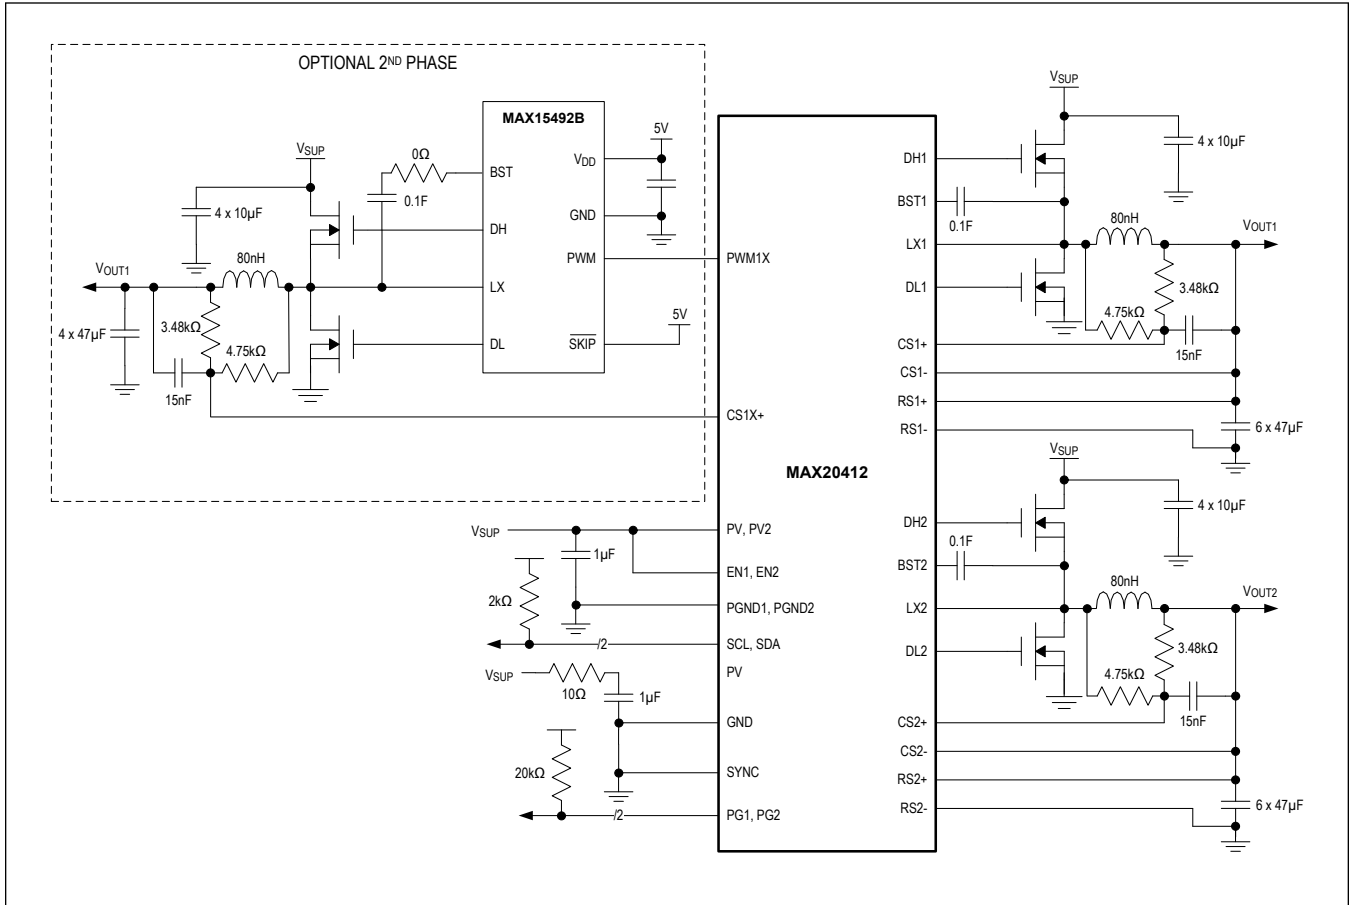 OPTIONAL 2ND PHASE
MAX15492B
VSUP
0Ω
BST
VDD
5V
0.1F
4 x 10µF
DH
GND
80nH
PWM
VOUT1
LX
4 x 47µF
3.48kΩ
4.75kΩ
DL
SKIP
5V
15nF
PWM1X
CS1X+
MAX20412
VSUP
PV, PV2
1µF
EN1, EN2
2kΩ
PGND1, PGND2
/2
SCL, SDA
VSUP
10Ω
PV
1µF
GND
20kΩ
SYNC
/2
PG1, PG2
VSUP
DH1
4 x 10µF
BST1
0.1F
80nH
LX1
VOUT1
DL1
3.48kΩ
4.75kΩ
CS1+
15nF
CS1-
RS1+
RS1-
6 x 47µF
VSUP
DH2
4 x 10µF
0.1F
BST2
80nH
LX2
VOUT2
DL2
3.48kΩ
4.75kΩ
CS2+
15nF
CS2-
RS2+
RS2-
6 x 47µF